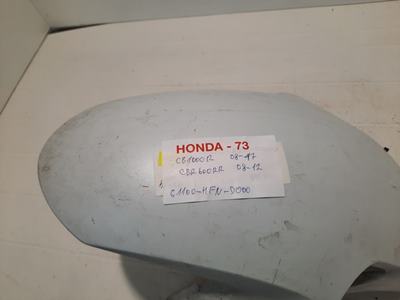 HONDA - 73
CB1000R 08-17
CBR600RR 08-12
61100-MFN-D000